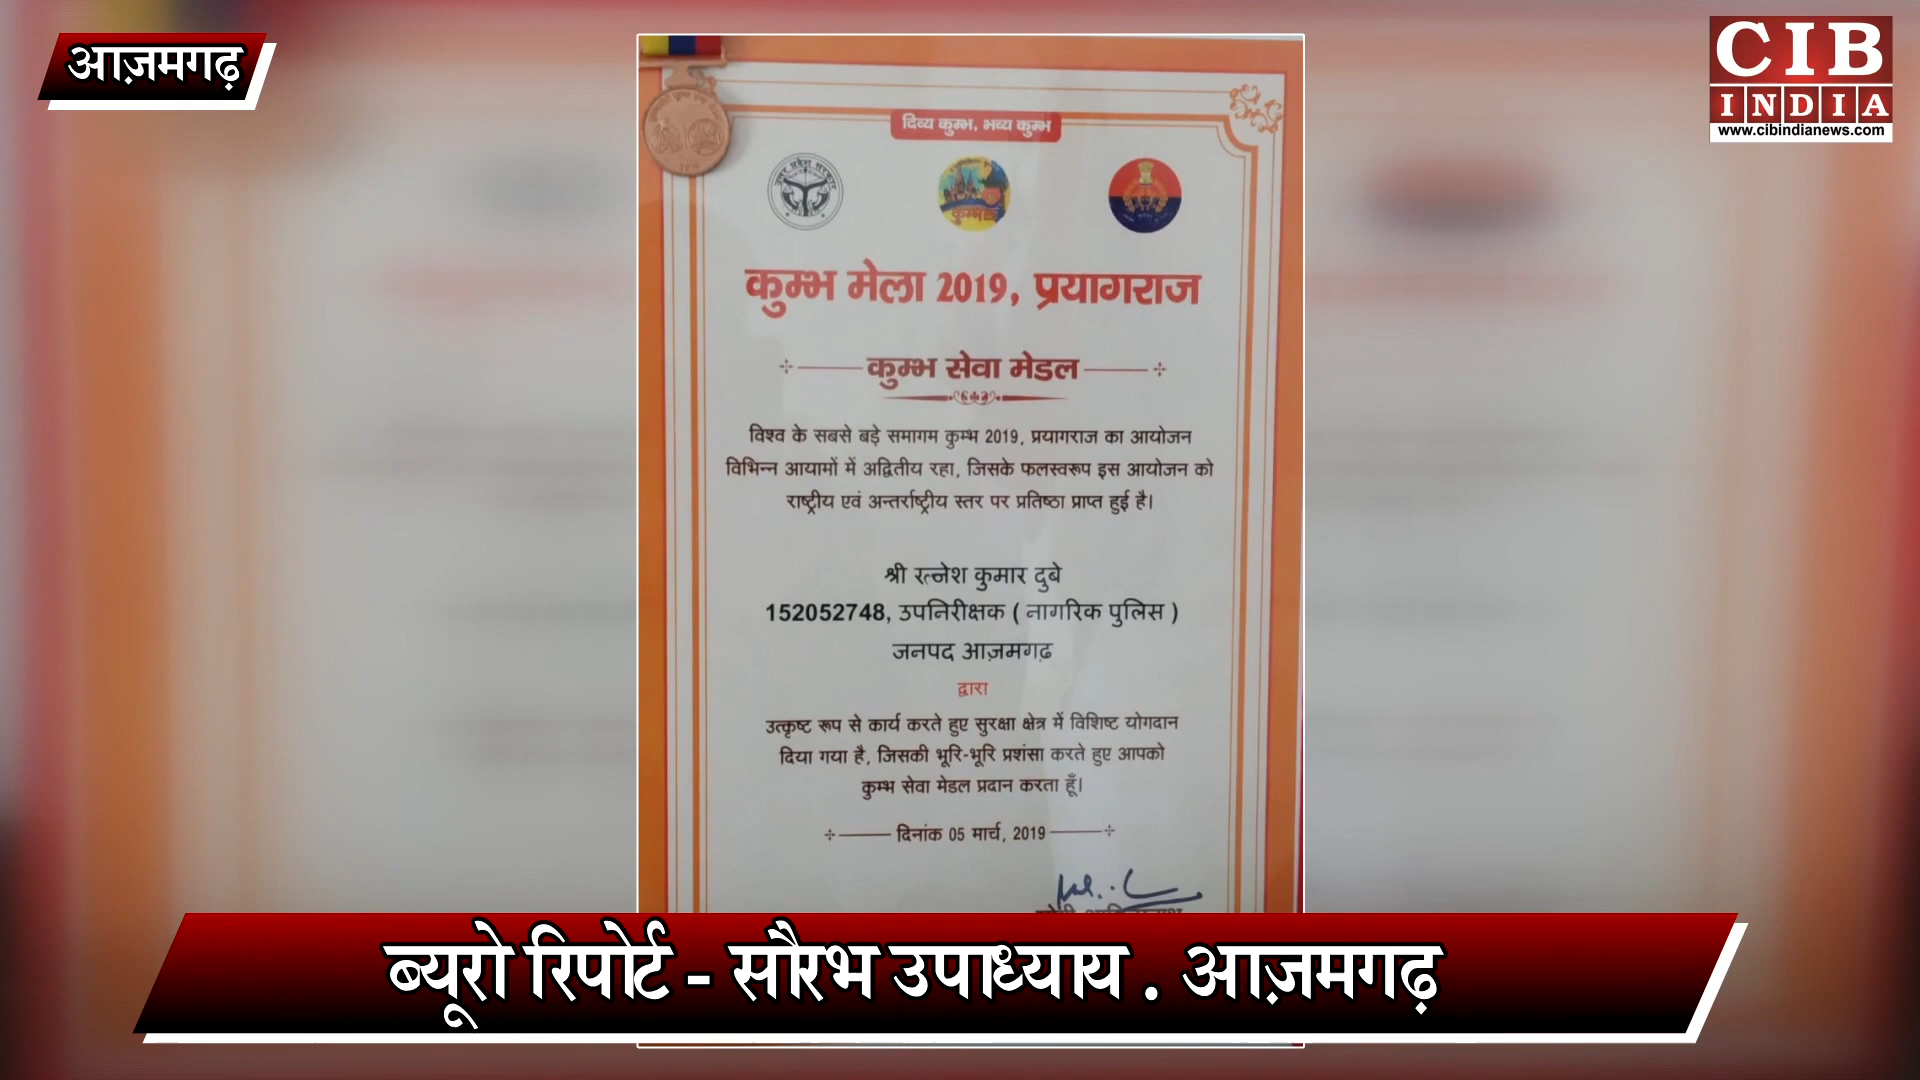 आज़मगढ़
CIB
INDIA
www.cibindianews.com
दिव्य कुम्भ, भव्य कुम्भ
कुम्भ
कुम्भ मेला 2019, प्रयागराज
कुम्भ सेवा मेडल
विश्व के सबसे बड़े समागम कुम्भ 2019, प्रयागराज का आयोजन
विभिन्न आयामों में अद्वितीय रहा, जिसके फलस्वरूप इस आयोजन को
राष्ट्रीय एवं अन्तर्राष्ट्रीय स्तर पर प्रतिष्ठा प्राप्त हुई है।
श्री रत्नेश कुमार दुबे
152052748, उपनिरीक्षक ( नागरिक पुलिस )
जनपद आज़मगढ़
द्वारा
उत्कृष्ट रूप से कार्य करते हुए सुरक्षा क्षेत्र में विशिष्ट योगदान
दिया गया है, जिसकी भूरि-भूरि प्रशंसा करते हुए आपको
कुम्भ सेवा मेडल प्रदान करता हूँ।
दिनांक 05 मार्च, 2019
ब्यूरो रिपोर्ट - सौरभ उपाध्याय . आज़मगढ़